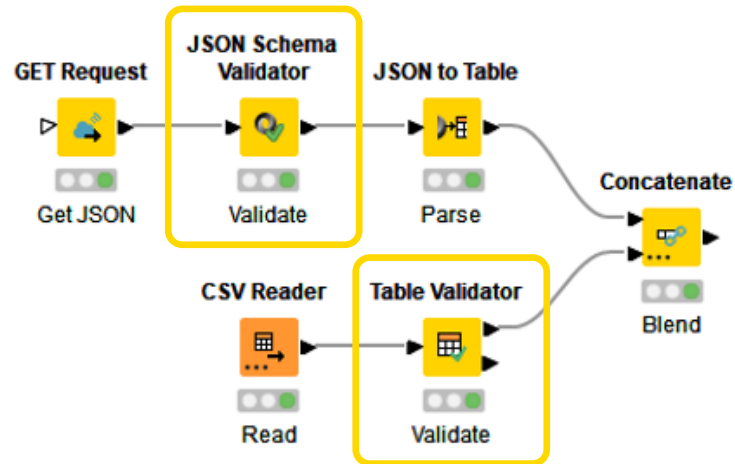 JSON Schema
Validator
GET Request
JSON to Table
Get JSON
Validate
Parse
Concatenate
Blend
CSV Reader
Table Validator
Read
Validate